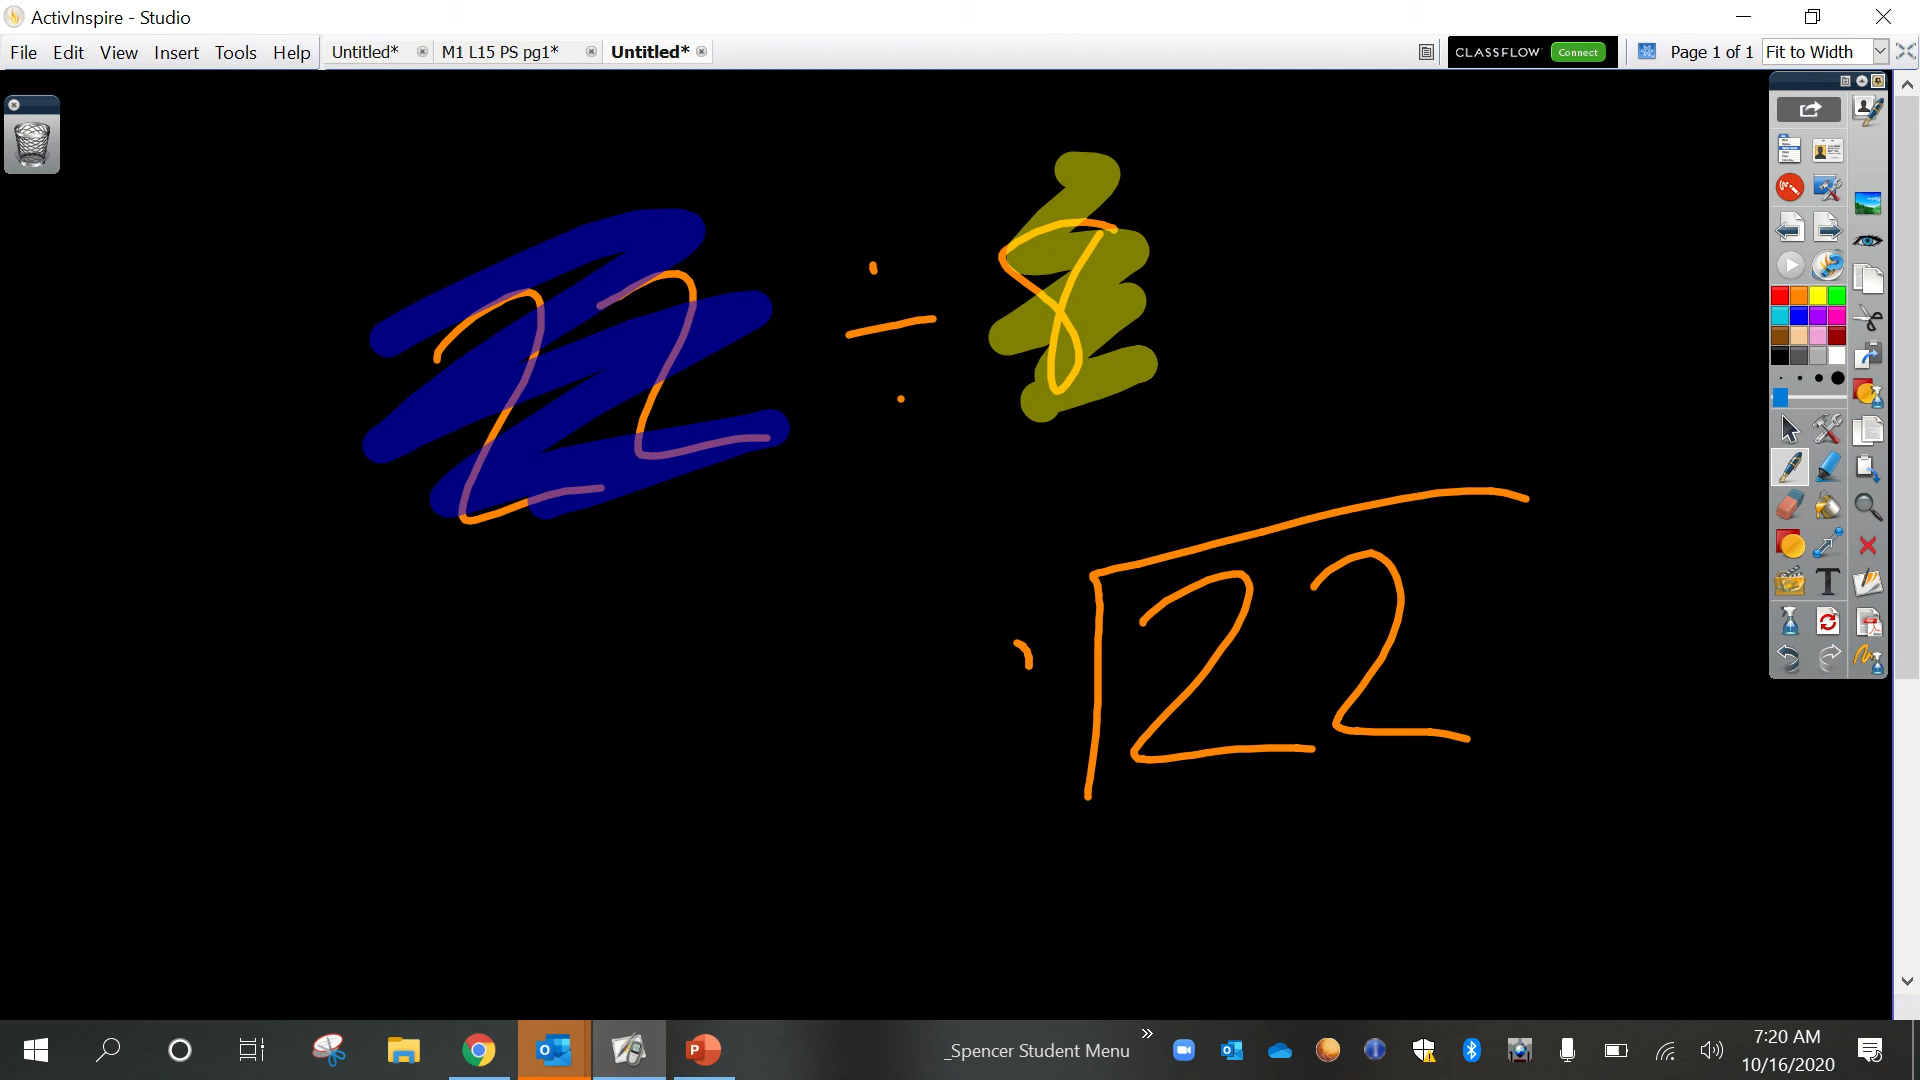 ActivInspire - Studio
File Edit View Insert Tools Help Untitled* M1 L15 PS pg1* Untitled* CLASSFLOW Connect Page 1 of 1 Fit to Width
22 ÷ 8
22
T
_Spencer Student Menu » 7:20 AM
10/16/2020